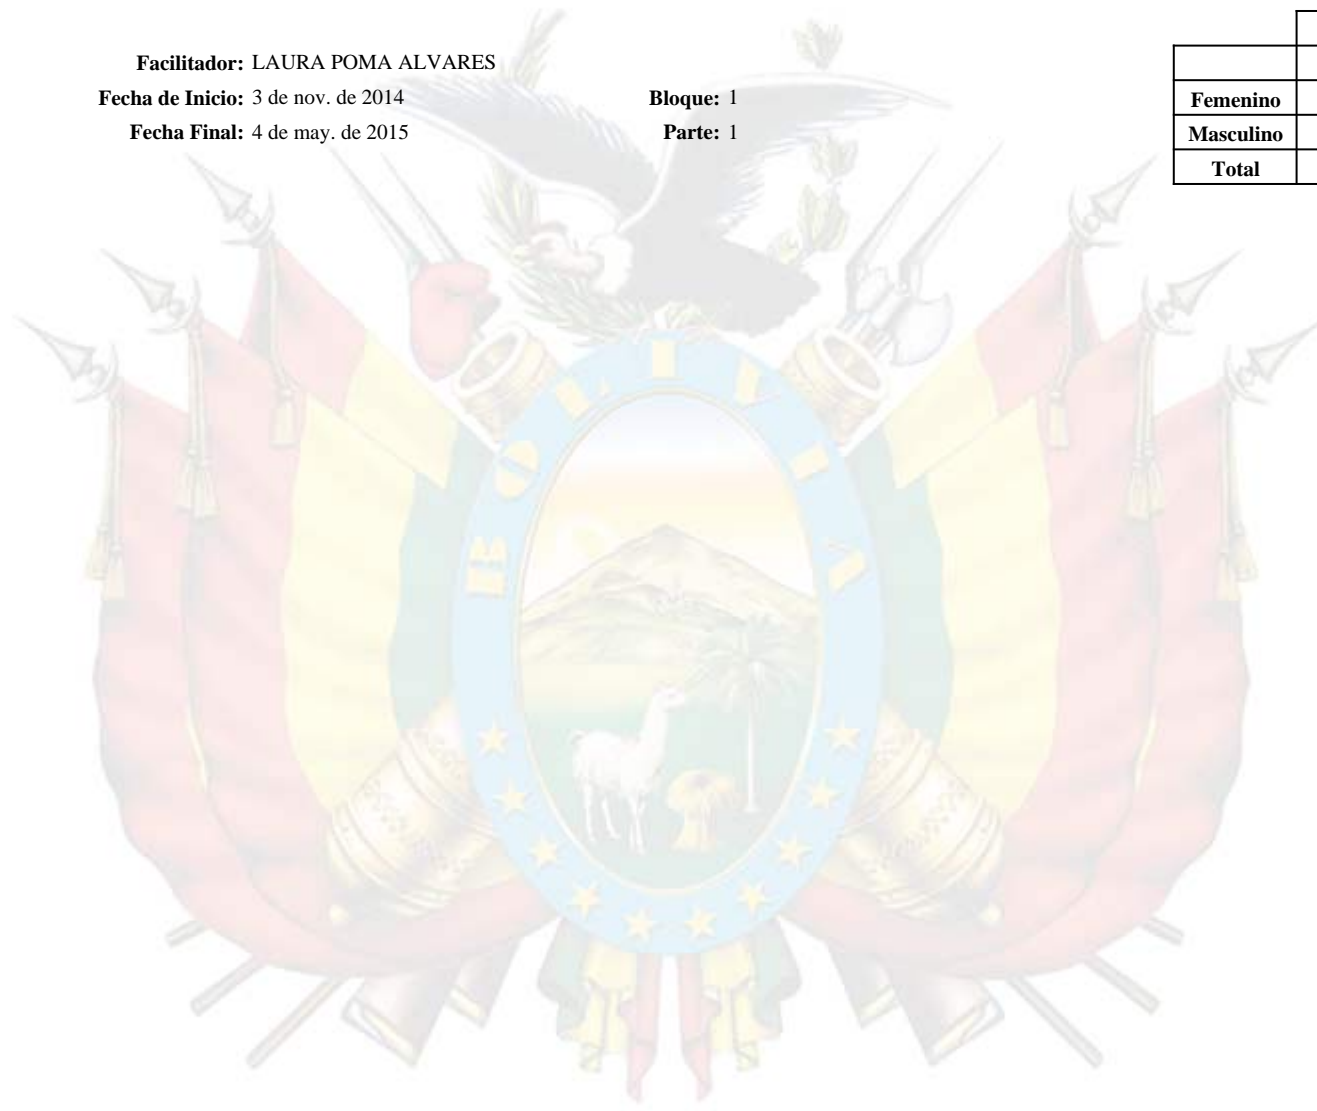 Facilitador: LAURA POMA ALVARES
Fecha de Inicio: 3 de nov. de 2014 Bloque: 1
Fecha Final: 4 de may. de 2015 Parte: 1
Femenino
Masculino
Total
BOLIVIA